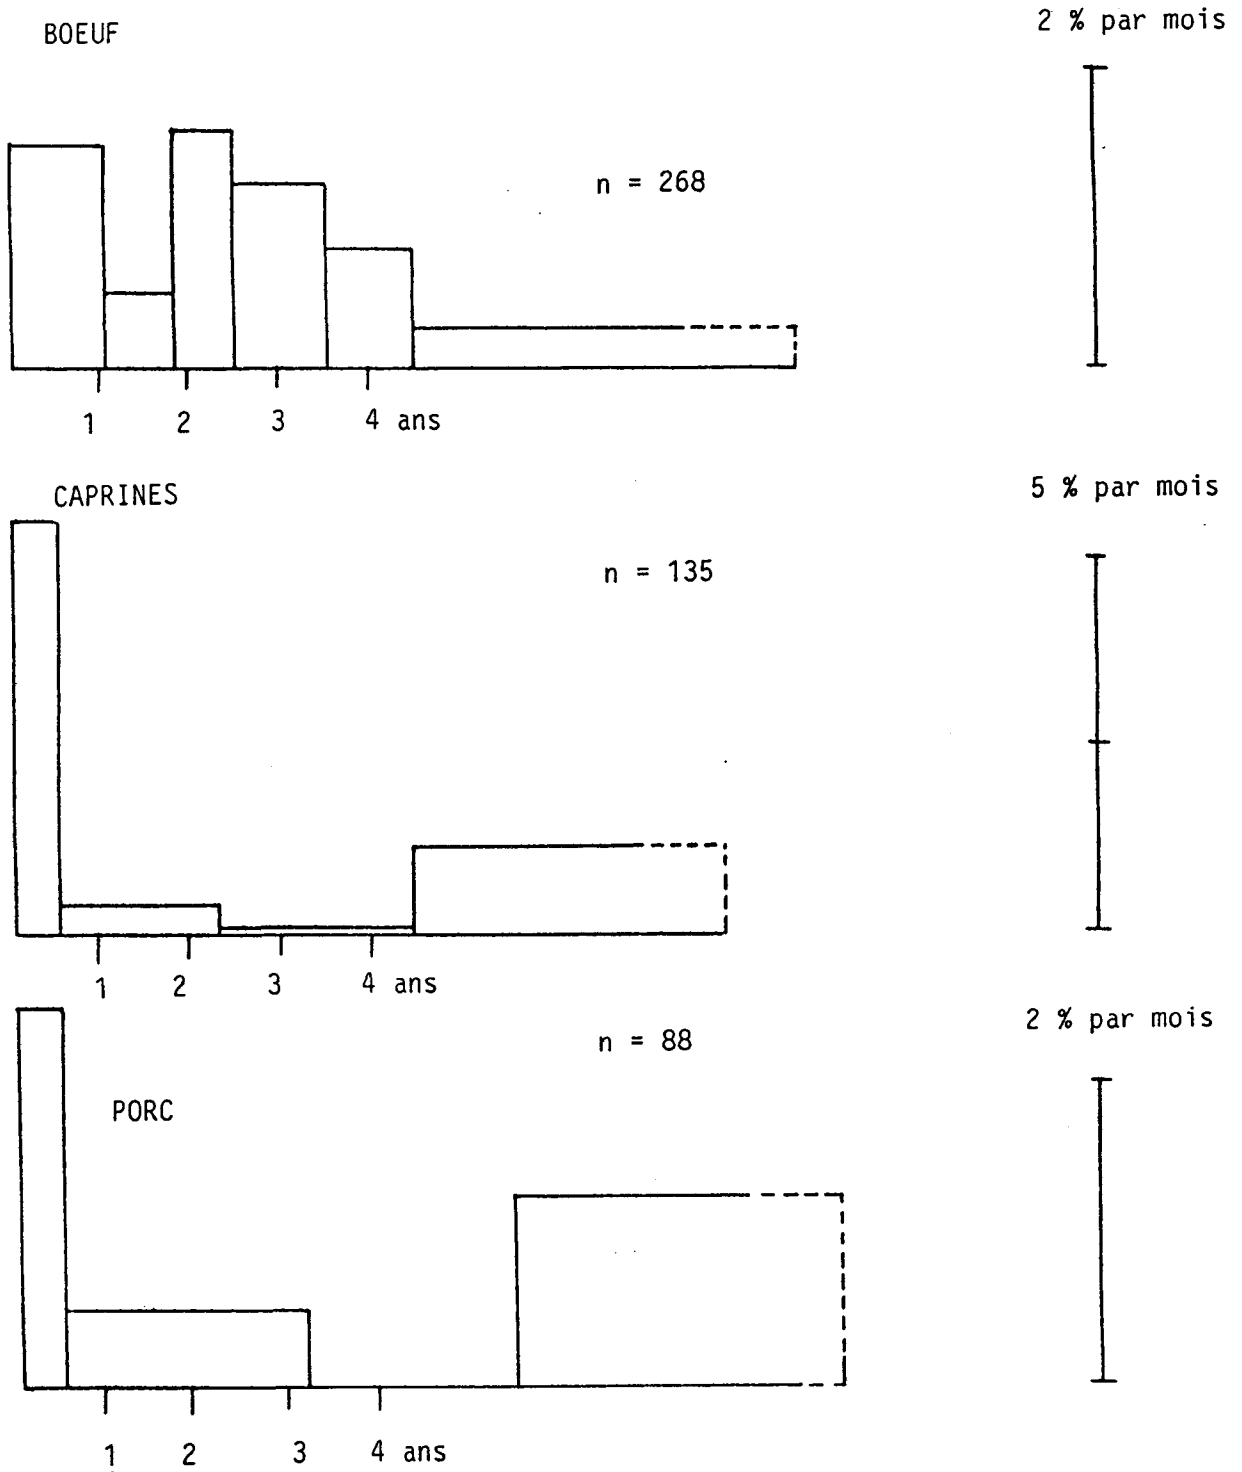 BOEUF
2 % par mois
n = 268
1 2 3 4 ans
CAPRINES
5 % par mois
n = 135
1 2 3 4 ans
2 % par mois
n = 88
PORC
1 2 3 4 ans